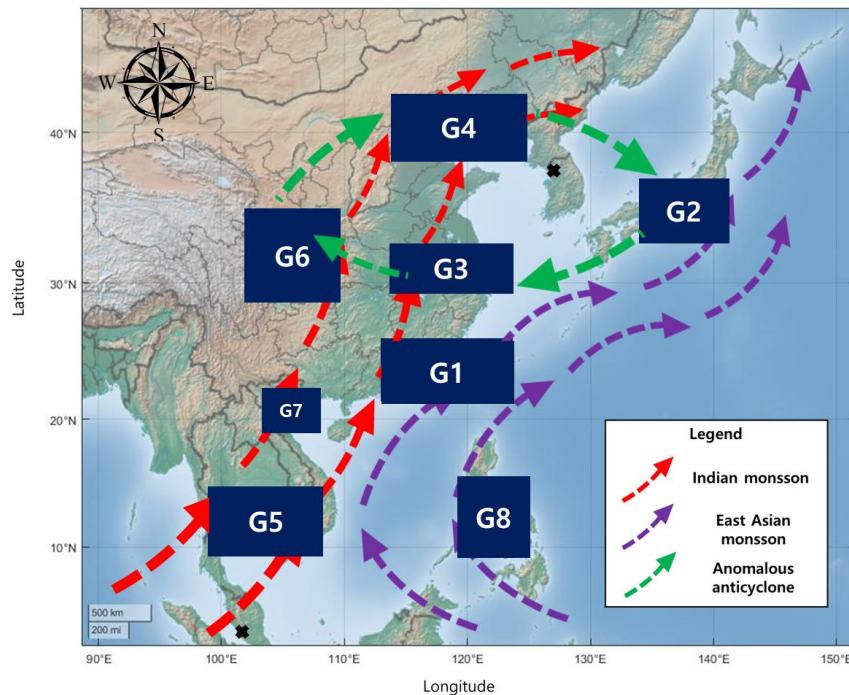 N
W E
S
G4
40°N
G2
G6
G3
Latitude
30°N
G1
G7
20°N
Legend
Indian monsson
G5
G8
East Asian
monsson
10°N
Anomalous
anticyclone
500 km
200 mi
90°E 100°E 110°E 120°E 130°E 140°E 150°E
Longitude